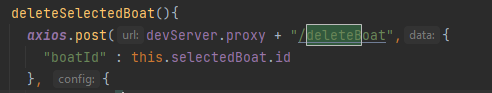 deleteSelectedBoat(){
axios.post( url: devServer.proxy + "/deleteBoat", data: {
"boatId" : this.selectedBoat.id
}, config: {